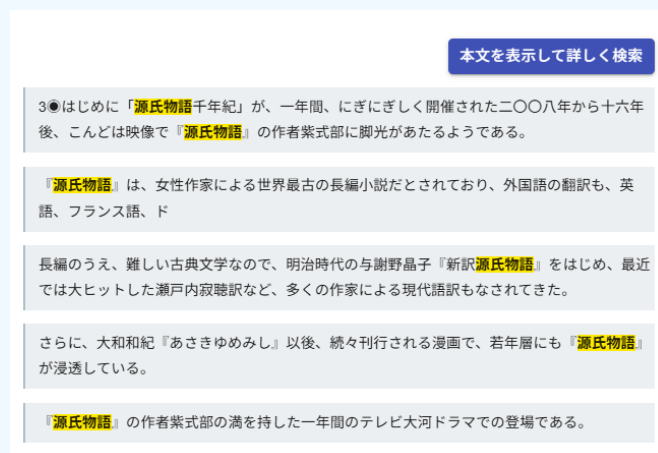 本文を表示して詳しく検索
3◉はじめに「源氏物語千年紀」が、一年間、にぎにぎしく開催された二〇〇八年から十六年
後、こんどは映像で『源氏物語』の作者紫式部に脚光があたるようである。
『源氏物語』は、女性作家による世界最古の長編小説だとされており、外国語の翻訳も、英
語、フランス語、ド
長編のうえ、難しい古典文学なので、明治時代の与謝野晶子『新訳源氏物語』をはじめ、最近
では大ヒットした瀬戸内寂聴訳など、多くの作家による現代語訳もなされてきた。
さらに、大和和紀『あさきゆめみし』以後、続々刊行される漫画で、若年層にも『源氏物語』
が浸透している。
『源氏物語』の作者紫式部の満を持した一年間のテレビ大河ドラマでの登場である。